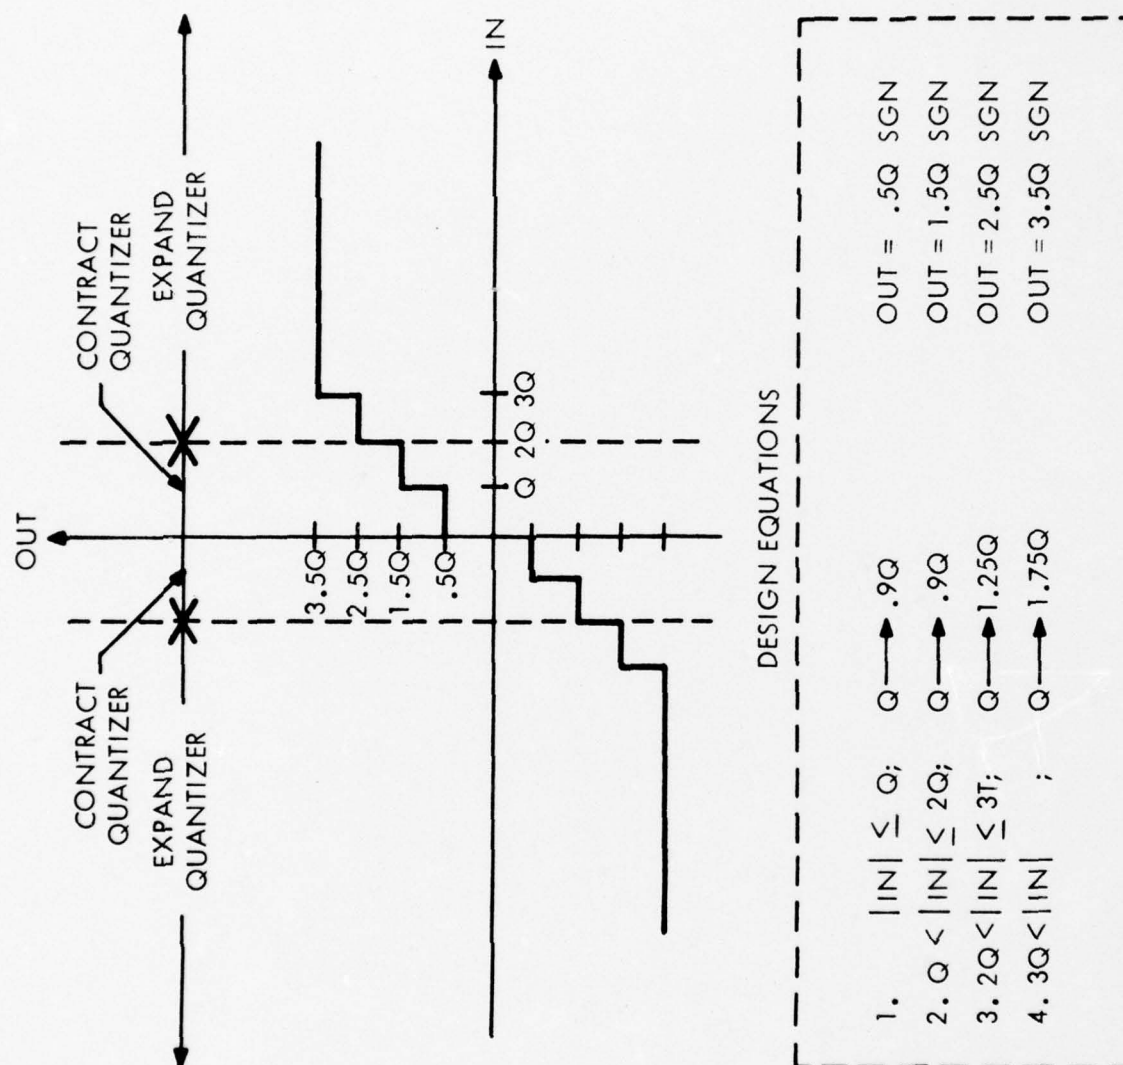 OUT
CONTRACT
QUANTIZER
CONTRACT
QUANTIZER
EXPAND
QUANTIZER
EXPAND
QUANTIZER
3.5Q
2.5Q
1.5Q
.5Q
IN
Q 2Q 3Q
DESIGN EQUATIONS
1. |IN| ≤ Q; Q→.9Q OUT = .5Q SGN
2. Q <|IN| ≤ 2Q; Q→.9Q OUT = 1.5Q SGN
3. 2Q<|IN| ≤ 3T; Q→1.25Q OUT = 2.5Q SGN
4. 3Q<|IN| ; Q→1.75Q OUT = 3.5Q SGN